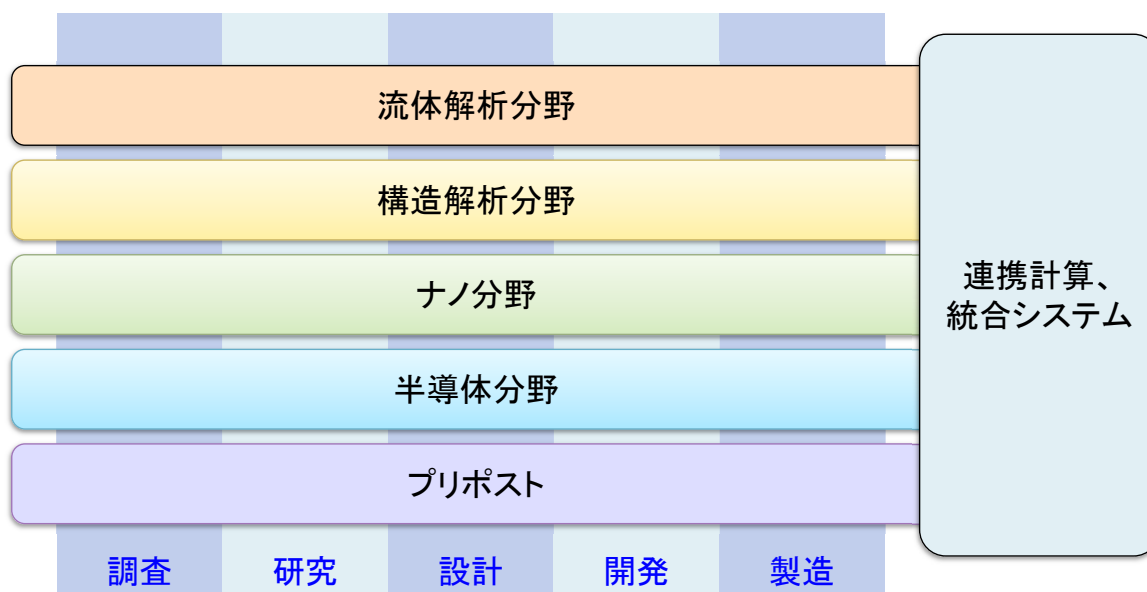 流体解析分野
構造解析分野
ナノ分野
半導体分野
プリポスト
連携計算、
統合システム
調査
研究
設計
開発
製造